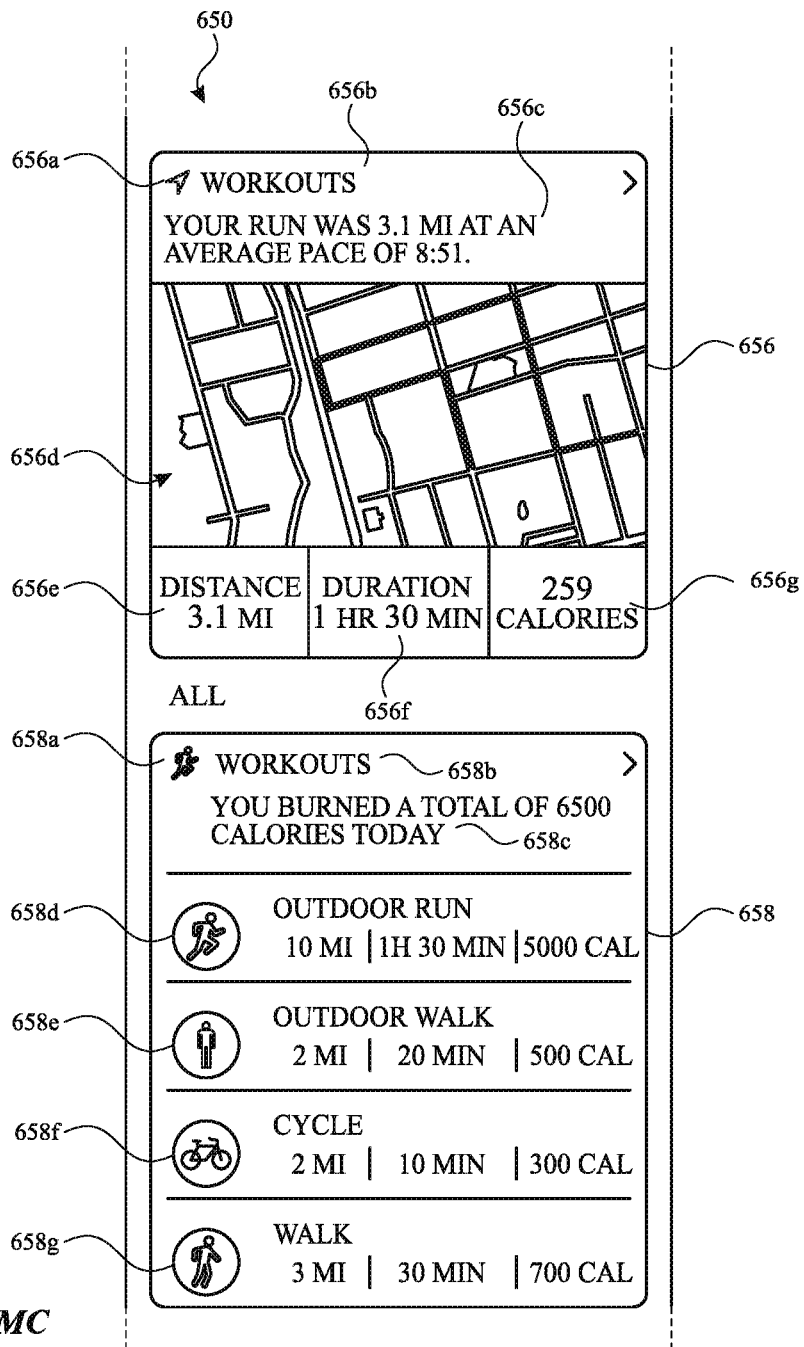 650
656b
656c
656a
WORKOUTS
YOUR RUN WAS 3.1 MI AT AN
AVERAGE PACE OF 8:51.
656
656d
656e
DISTANCE
3.1 MI
DURATION
1 HR 30 MIN
259
CALORIES
656g
ALL
656f
658a
WORKOUTS
658b
YOU BURNED A TOTAL OF 6500
CALORIES TODAY
658c
658d
OUTDOOR RUN
10 MI | 1H 30 MIN | 5000 CAL
658
658e
OUTDOOR WALK
2 MI | 20 MIN | 500 CAL
658f
CYCLE
2 MI | 10 MIN | 300 CAL
658g
WALK
3 MI | 30 MIN | 700 CAL
MC